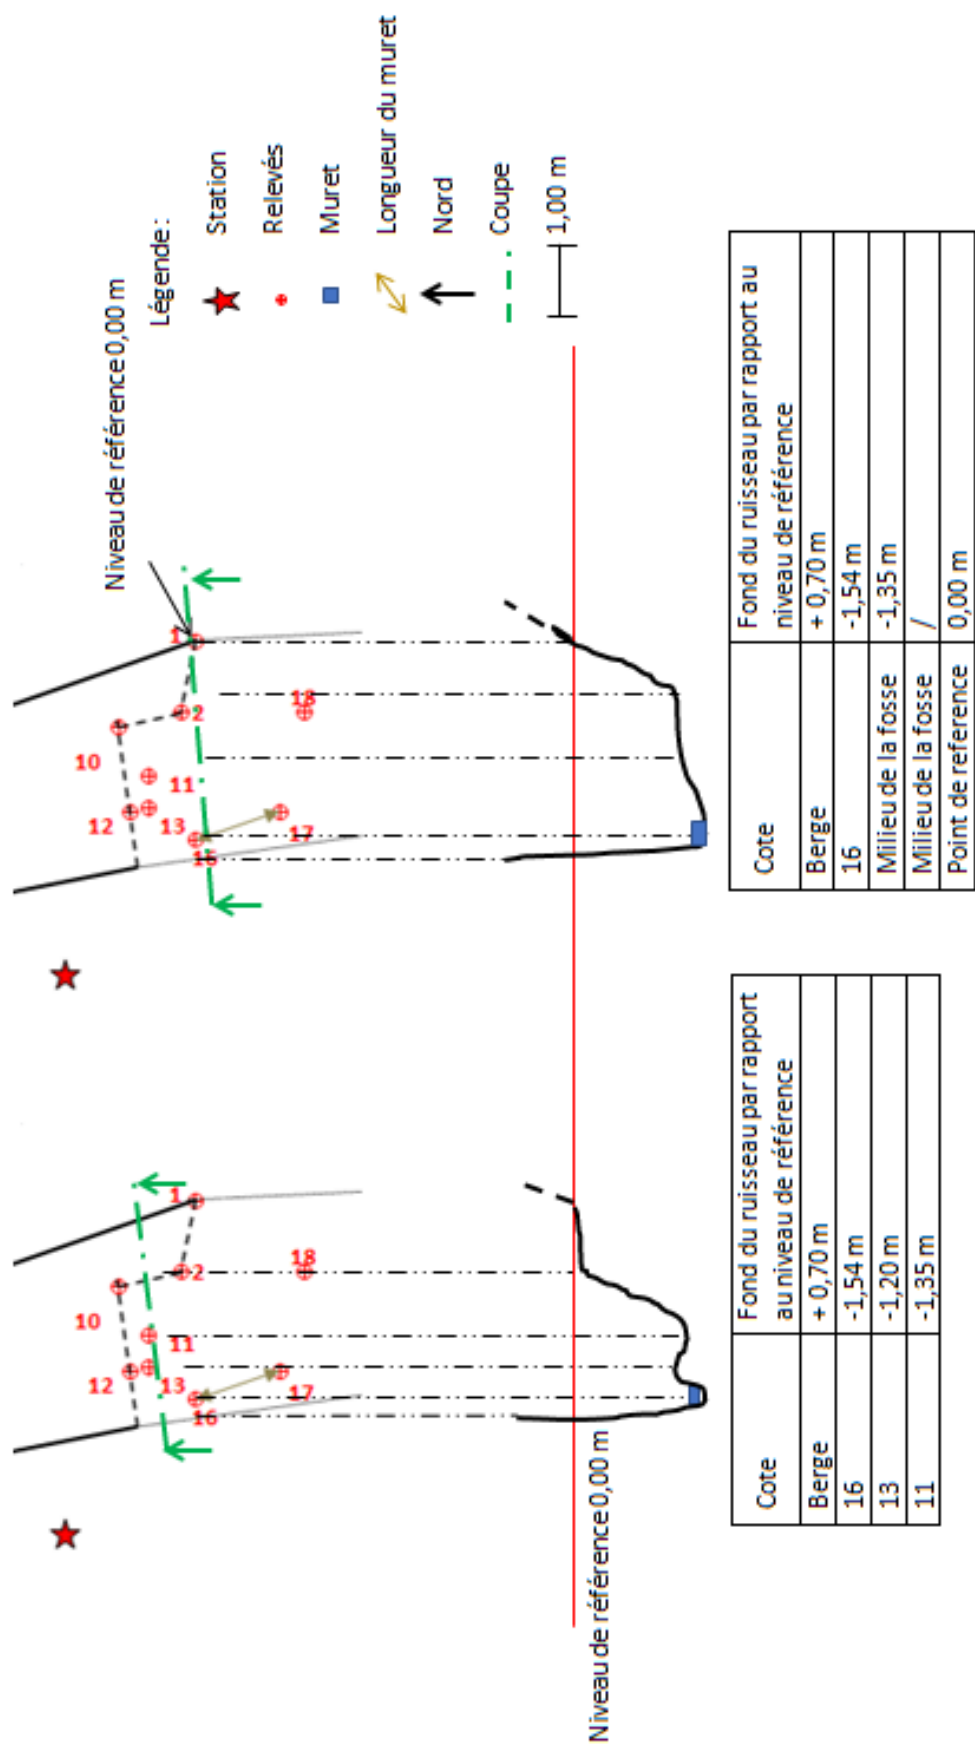 Niveau de référence 0,00 m
Légende :
Station
Relevés
Muret
Longueur du muret
Nord
Coupe
1,00 m
10
12
11
13
16
17
18
2
1
10
12
11
13
16
17
18
2
1
Niveau de référence 0,00 m
Cote
Fond du ruisseau par rapport
au niveau de référence
Berge
+ 0,70 m
16
-1,54 m
13
-1,20 m
11
-1,35 m
Cote
Fond du ruisseau par rapport au
niveau de référence
Berge
+ 0,70 m
16
-1,54 m
Milieu de la fosse
-1,35 m
Milieu de la fosse
/
Point de reference
0,00 m